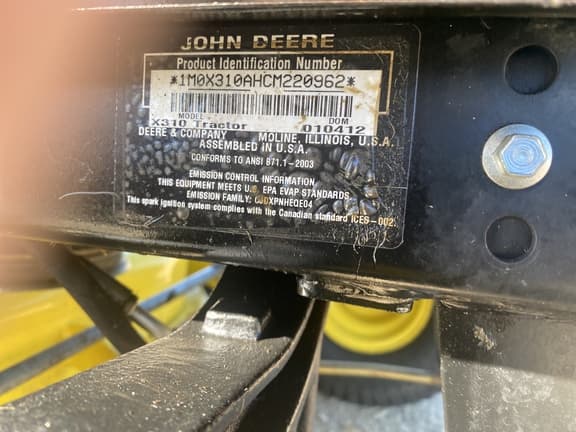 JOHN DEERE
Product Identification Number
*1M0X310AHCM220962*
MODEL DOM
X310 Tractor 010412
DEERE & COMPANY MOLINE, ILLINOIS, U.S.A.
ASSEMBLED IN U.S.A.
CONFORMS TO ANSI B71.1-2003
EMISSION CONTROL INFORMATION
THIS EQUIPMENT MEETS U.S. EPA EVAP STANDARDS
EMISSION FAMILY: CJDXPNHEQE04
This spark ignition system complies with the Canadian standard ICES-002